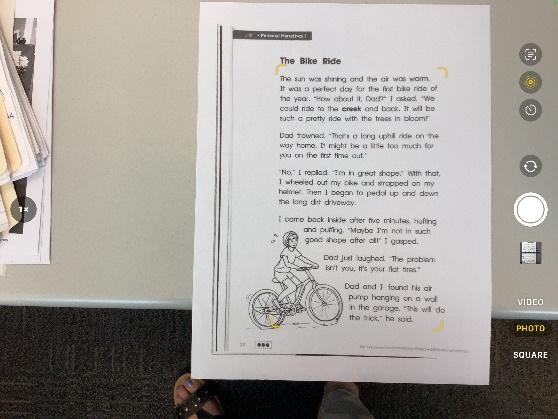 Personal Narratives 1
The Bike Ride
The sun was shining and the air was warm.
It was a perfect day for the first bike ride of
the year. "How about it, Dad?" I asked. "We
could ride to the creek and back. It will be
such a pretty ride with the trees in bloom!"
Dad frowned. "That's a long uphill ride on the
way home. It might be a little too much for
you on the first time out."
"No," I replied. "I'm in great shape." With that,
I wheeled out my bike and strapped on my
helmet. Then I began to pedal up and down
the long dirt driveway.
I came back inside after five minutes, huffing
and puffing. "Maybe I'm not in such
good shape after all!" I gasped.
Dad just laughed. "The problem
isn't you, it's your flat tires."
Dad and I found his air
pump hanging on a wall
in the garage. "This will do
the trick," he said.
1×
VIDEO
PHOTO
SQUARE